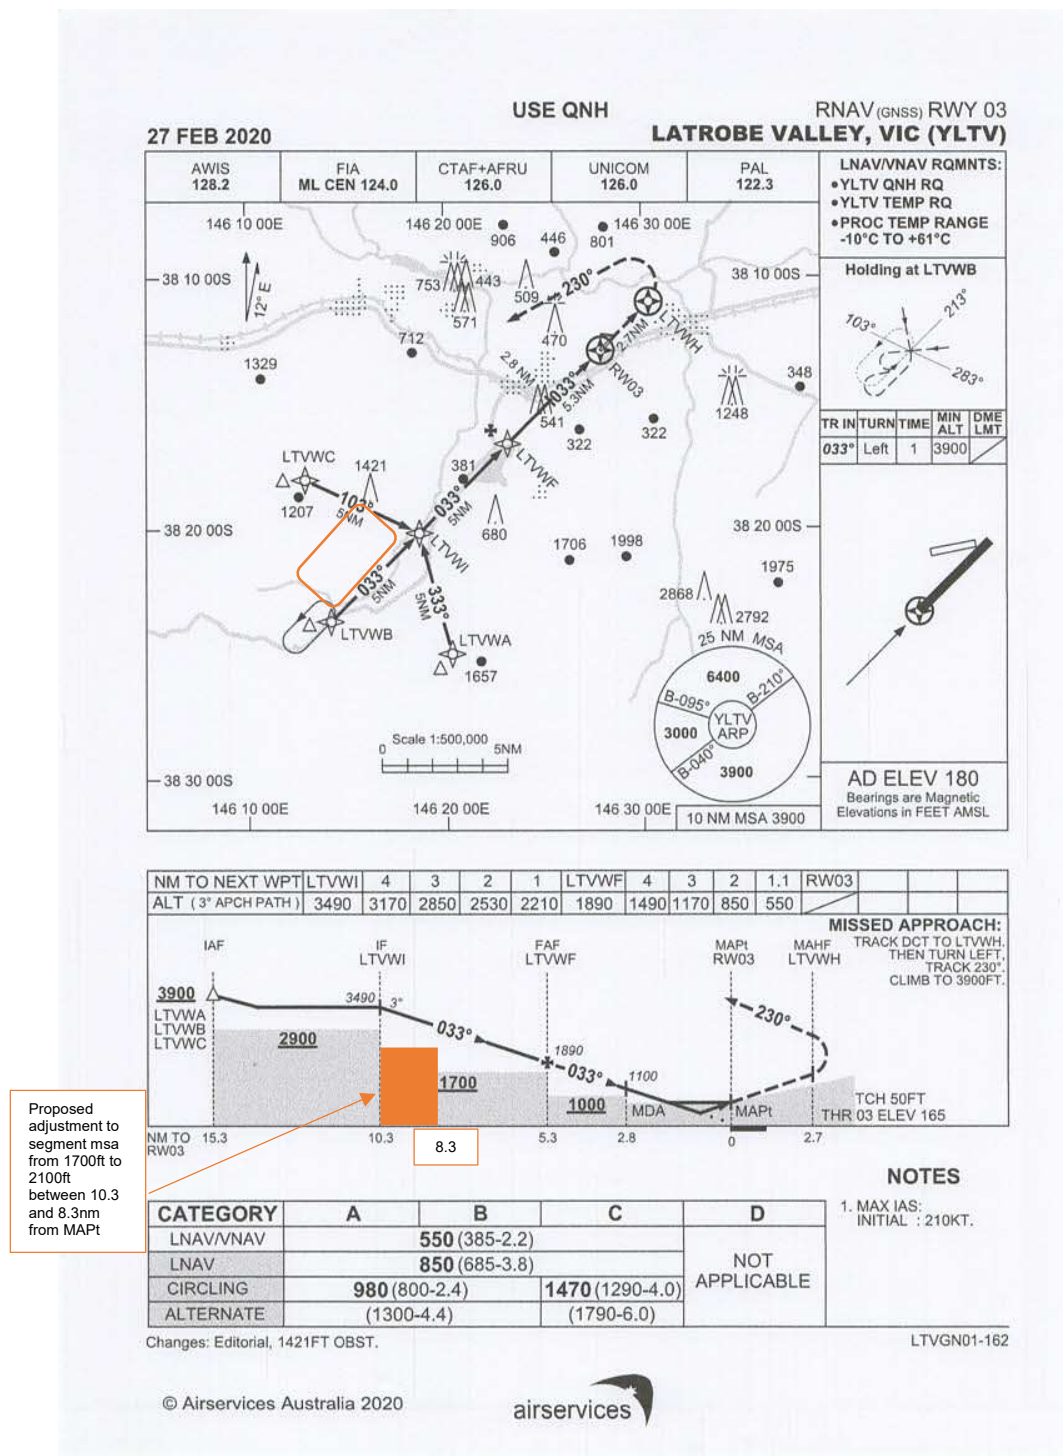 USE QNH
RNAV (GNSS) RWY 03
27 FEB 2020
LATROBE VALLEY, VIC (YLTV)
AWIS
128.2
FIA
ML CEN 124.0
CTAF+AFRU
126.0
UNICOM
126.0
PAL
122.3
LNAV/VNAV RQMNTS:
•YLTV QNH RQ
•YLTV TEMP RQ
•PROC TEMP RANGE
-10°C TO +61°C
146 10 00E
146 20 00E
146 30 00E
906
446
801
38 10 00S
38 10 00S
12° E
753
443
571
509
230°
470
LTVWH
2.7NM
RW03
712
1329
2.8 NM
033°
5.3NM
541
322
322
348
1248
Holding at LTVWB
103°
213°
283°
TR IN TURN TIME MIN ALT DME LMT
033° Left 1 3900
LTVWC
1421
1207
103°
5NM
381
033°
5NM
LTVWF
680
38 20 00S
38 20 00S
LTVWI
1706
1998
1975
033°
5NM
333°
5NM
LTVWB
LTVWA
1657
2868
2792
25 NM MSA
6400
B-095°
B-210°
YLTV
ARP
3000
B-040°
3900
Scale 1:500,000
0 5NM
38 30 00S
146 10 00E
146 20 00E
146 30 00E
10 NM MSA 3900
AD ELEV 180
Bearings are Magnetic
Elevations in FEET AMSL
NM TO NEXT WPT LTVWI 4 3 2 1 LTVWF 4 3 2 1.1 RW03
ALT ( 3° APCH PATH ) 3490 3170 2850 2530 2210 1890 1490 1170 850 550
MISSED APPROACH:
TRACK DCT TO LTVWH.
THEN TURN LEFT,
TRACK 230°.
CLIMB TO 3900FT.
IAF
IF
LTVWI
FAF
LTVWF
MAPt
RW03
MAHF
LTVWH
3900
LTVWA
LTVWB
LTVWC
3490
3°
033°
2900
1700
1890
033°
1100
1000
MDA
MAPt
230°
TCH 50FT
THR 03 ELEV 165
NM TO
RW03
15.3
10.3
8.3
5.3
2.8
0
2.7
Proposed
adjustment to
segment msa
from 1700ft to
2100ft
between 10.3
and 8.3nm
from MAPt
NOTES
1. MAX IAS:
INITIAL : 210KT.
CATEGORY A B C D
LNAV/VNAV 550 (385-2.2)
LNAV 850 (685-3.8)
CIRCLING 980 (800-2.4) 1470 (1290-4.0)
ALTERNATE (1300-4.4) (1790-6.0)
NOT
APPLICABLE
Changes: Editorial, 1421FT OBST.
LTVGN01-162
© Airservices Australia 2020
airservices